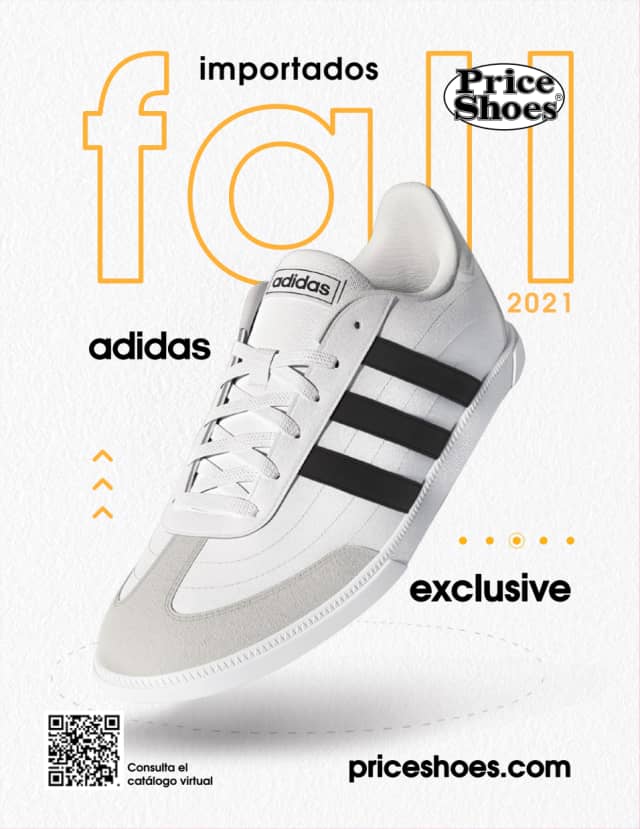 importados
fall
Price
Shoes®
2021
adidas
adidas
exclusive
Consulta el
catálogo virtual
priceshoes.com